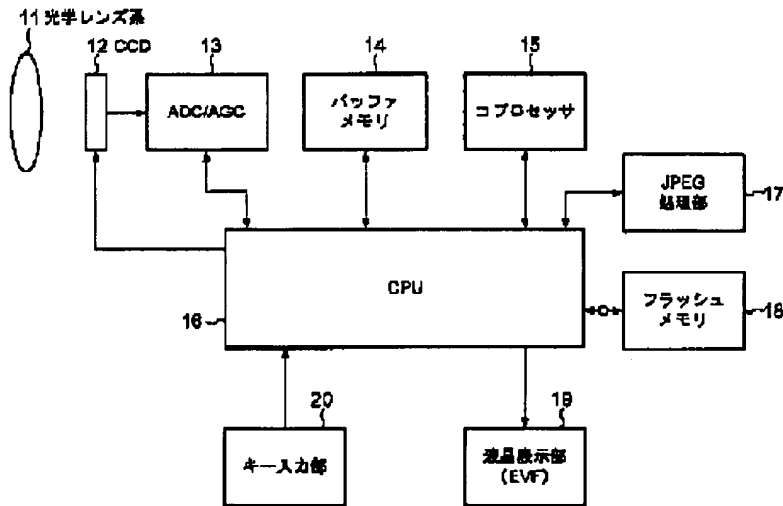 11 光学レンズ系
12 CCD
13
14
15
ADC/AGC
バッファ
メモリ
コプロセッサ
JPEG
処理部
17
CPU
16
フラッシュ
メモリ
18
20
19
キー入力部
液晶表示部
(EVF)